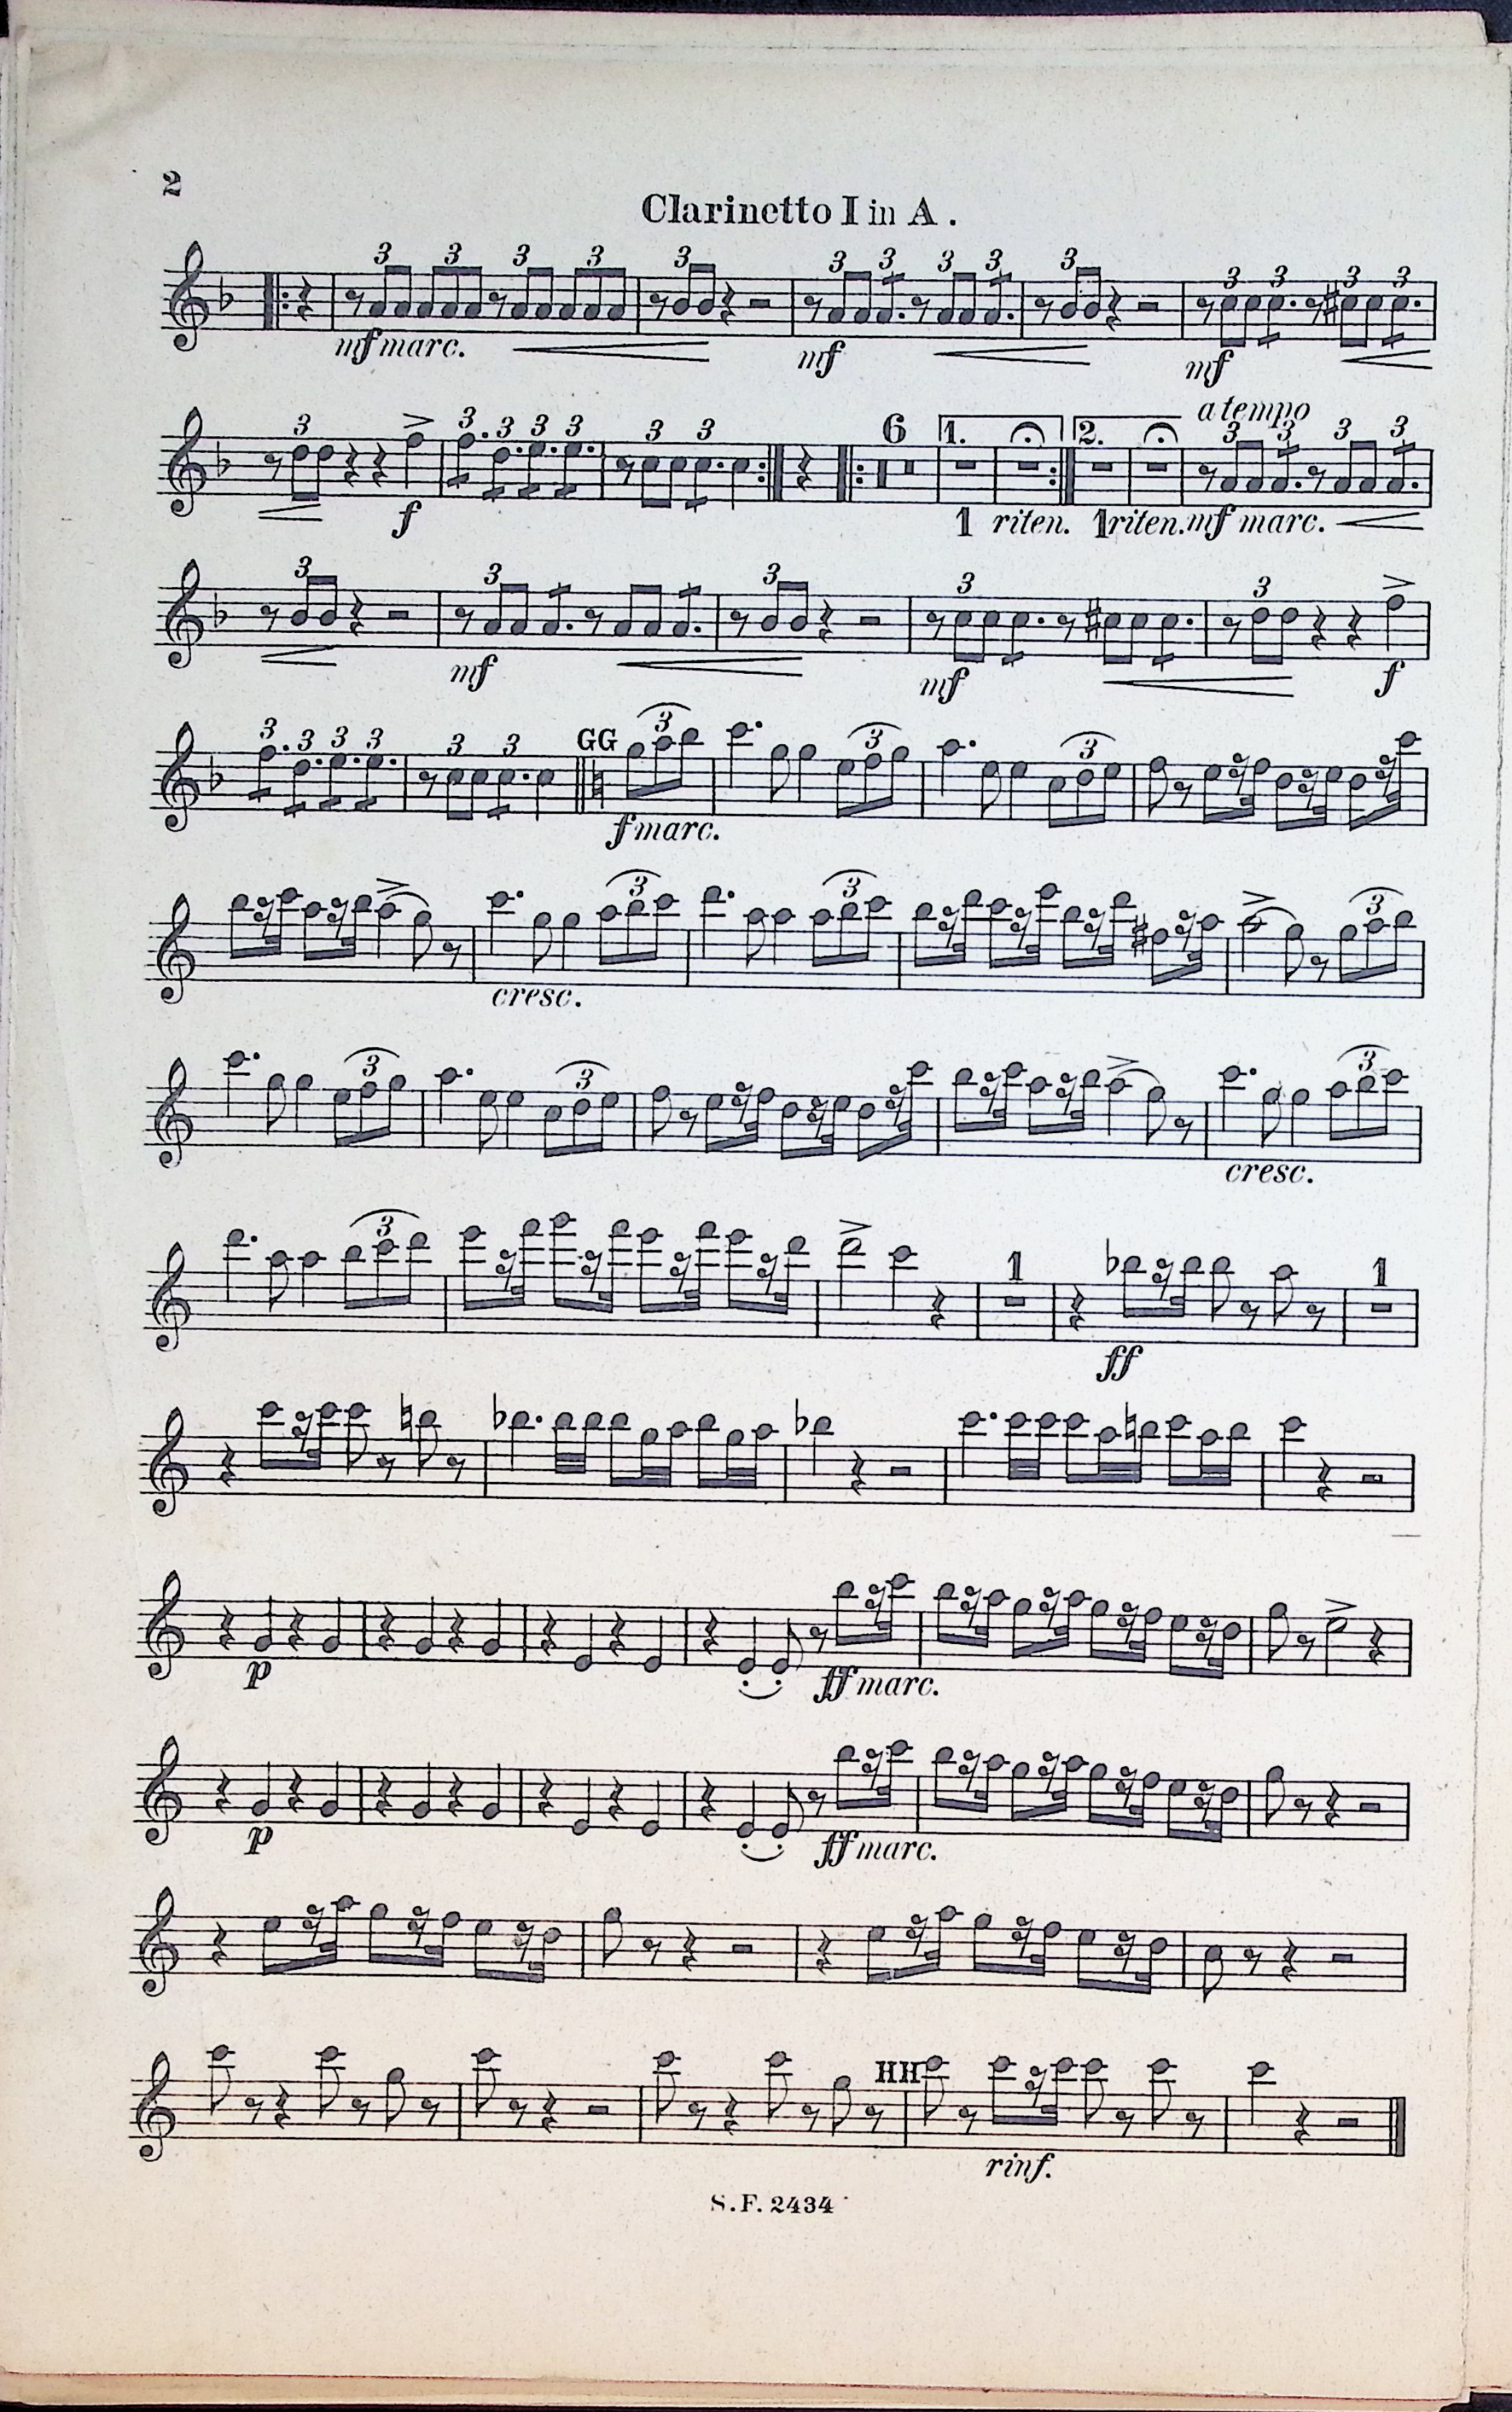 2
Clarinetto I in A.
3 3 3 3 3 3 3 3 3 3 3 3 3 3
mf marc. mf mf
a tempo
3 3 3 3 3 3 3 6 1. 2. 3 3 3 3
f 1 riten. 1 riten. mf marc.
3 3 3 3 3
mf mf f
3 3 3 3 3 3 GG 3 3 3
f marc.
3 3 3
cresc.
3 3 3
cresc.
3 1 1
ff
p ff marc.
p ff marc.
HH
rinf.
S.F. 2434